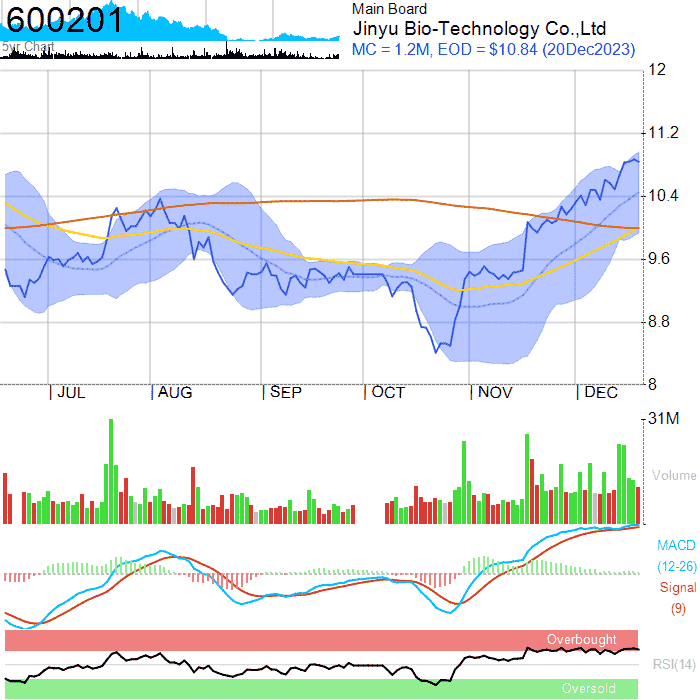 600201
5yr Chart
Main Board
Jinyu Bio-Technology Co.,Ltd
MC = 1.2M, EOD = $10.84 (20Dec2023)
12
11.2
10.4
9.6
8.8
8
JUL AUG SEP OCT NOV DEC
31M
Volume
MACD
(12-26)
Signal
(9)
Overbought
RSI(14)
Oversold